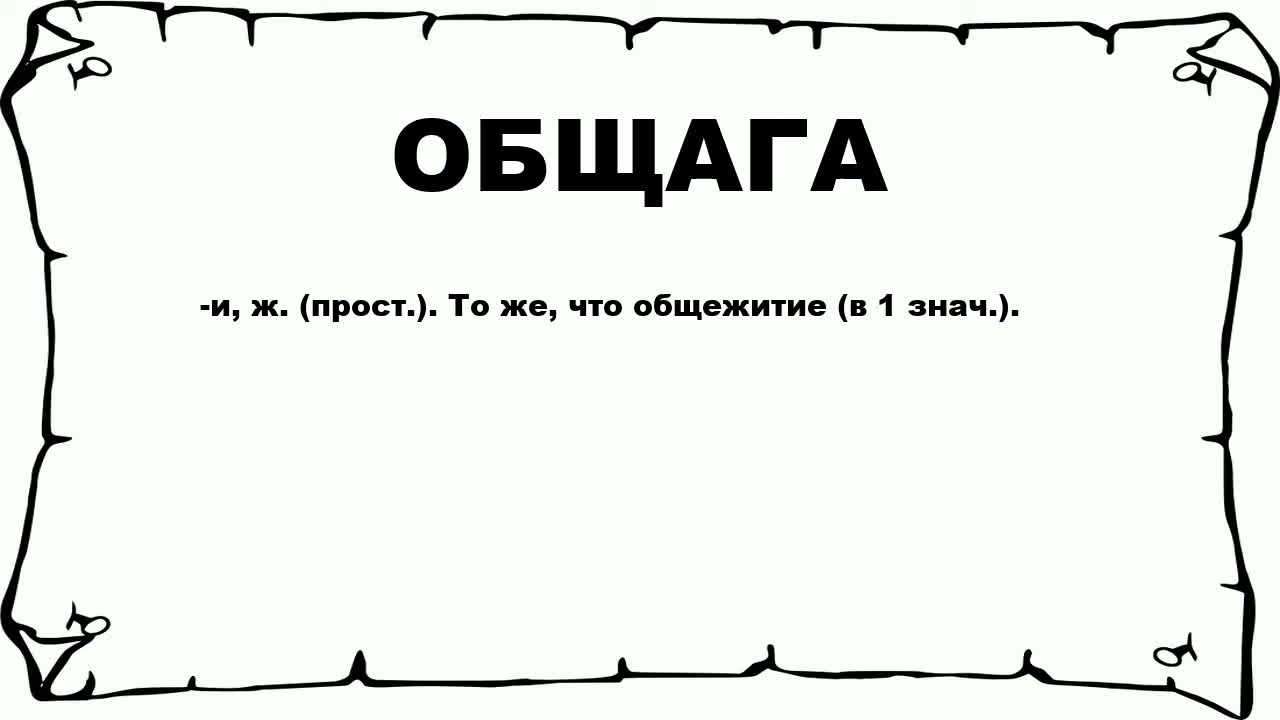 ОБЩАГА
-и, ж. (прост.). То же, что общежитие (в 1 знач.).